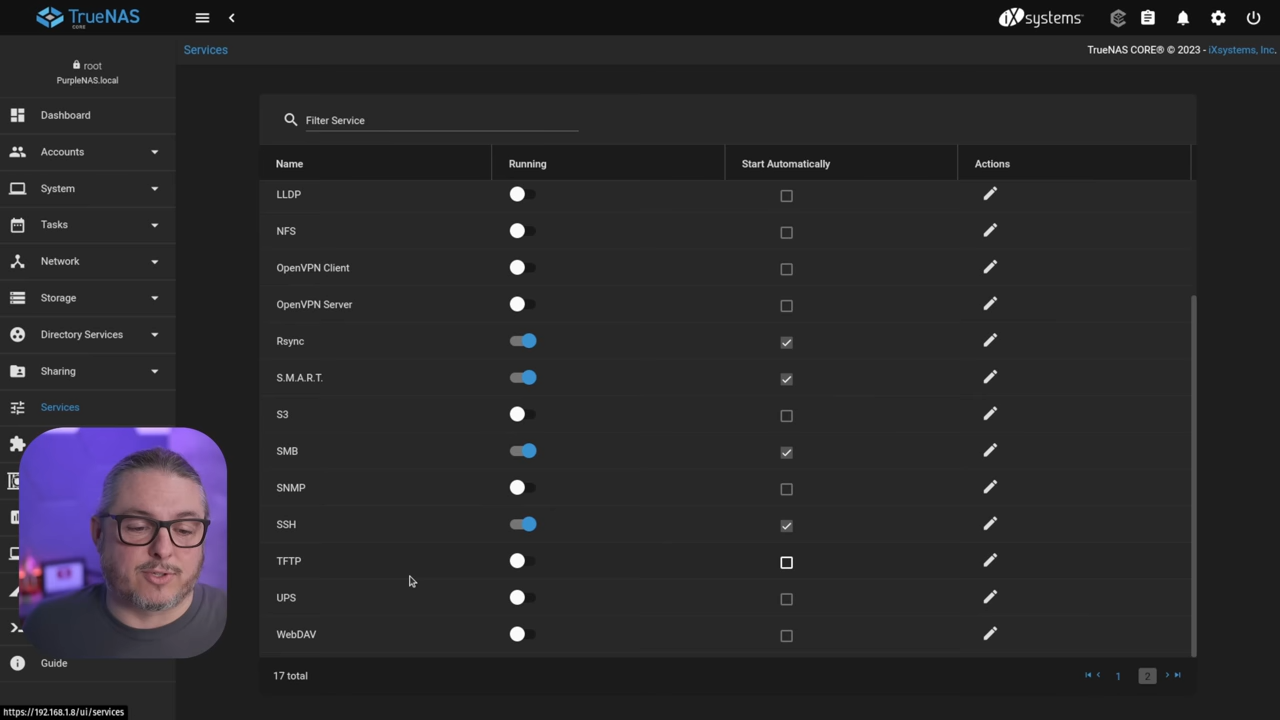 TrueNAS
CORE
iXsystems
root
PurpleNAS.local
Services
TrueNAS CORE® © 2023 - iXsystems, Inc.
Dashboard
Accounts
System
Tasks
Network
Storage
Directory Services
Sharing
Services
Guide
Filter Service
Name Running Start Automatically Actions
LLDP
NFS
OpenVPN Client
OpenVPN Server
Rsync
S.M.A.R.T.
S3
SMB
SNMP
SSH
TFTP
UPS
WebDAV
17 total
1 2
https://192.168.1.8/ui/services